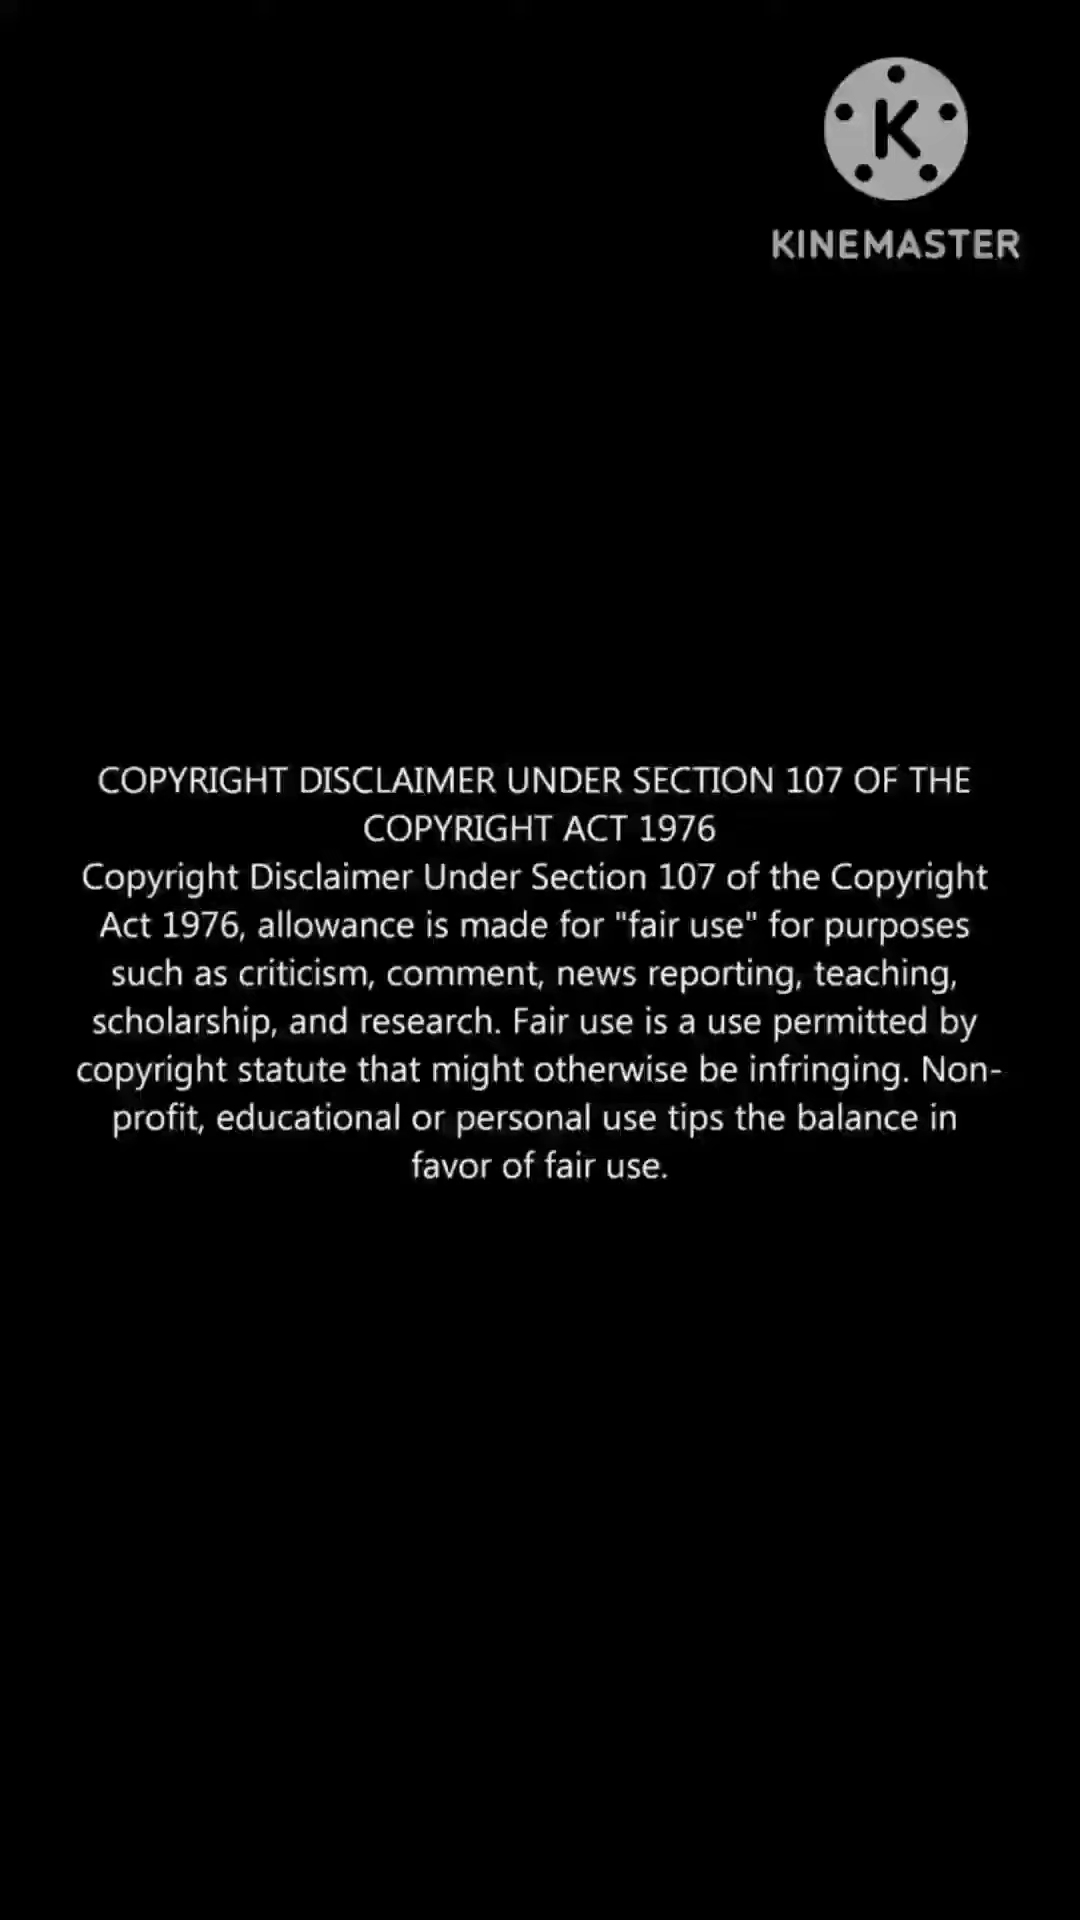 K
KINEMASTER
COPYRIGHT DISCLAIMER UNDER SECTION 107 OF THE
COPYRIGHT ACT 1976
Copyright Disclaimer Under Section 107 of the Copyright
Act 1976, allowance is made for "fair use" for purposes
such as criticism, comment, news reporting, teaching,
scholarship, and research. Fair use is a use permitted by
copyright statute that might otherwise be infringing. Non-
profit, educational or personal use tips the balance in
favor of fair use.